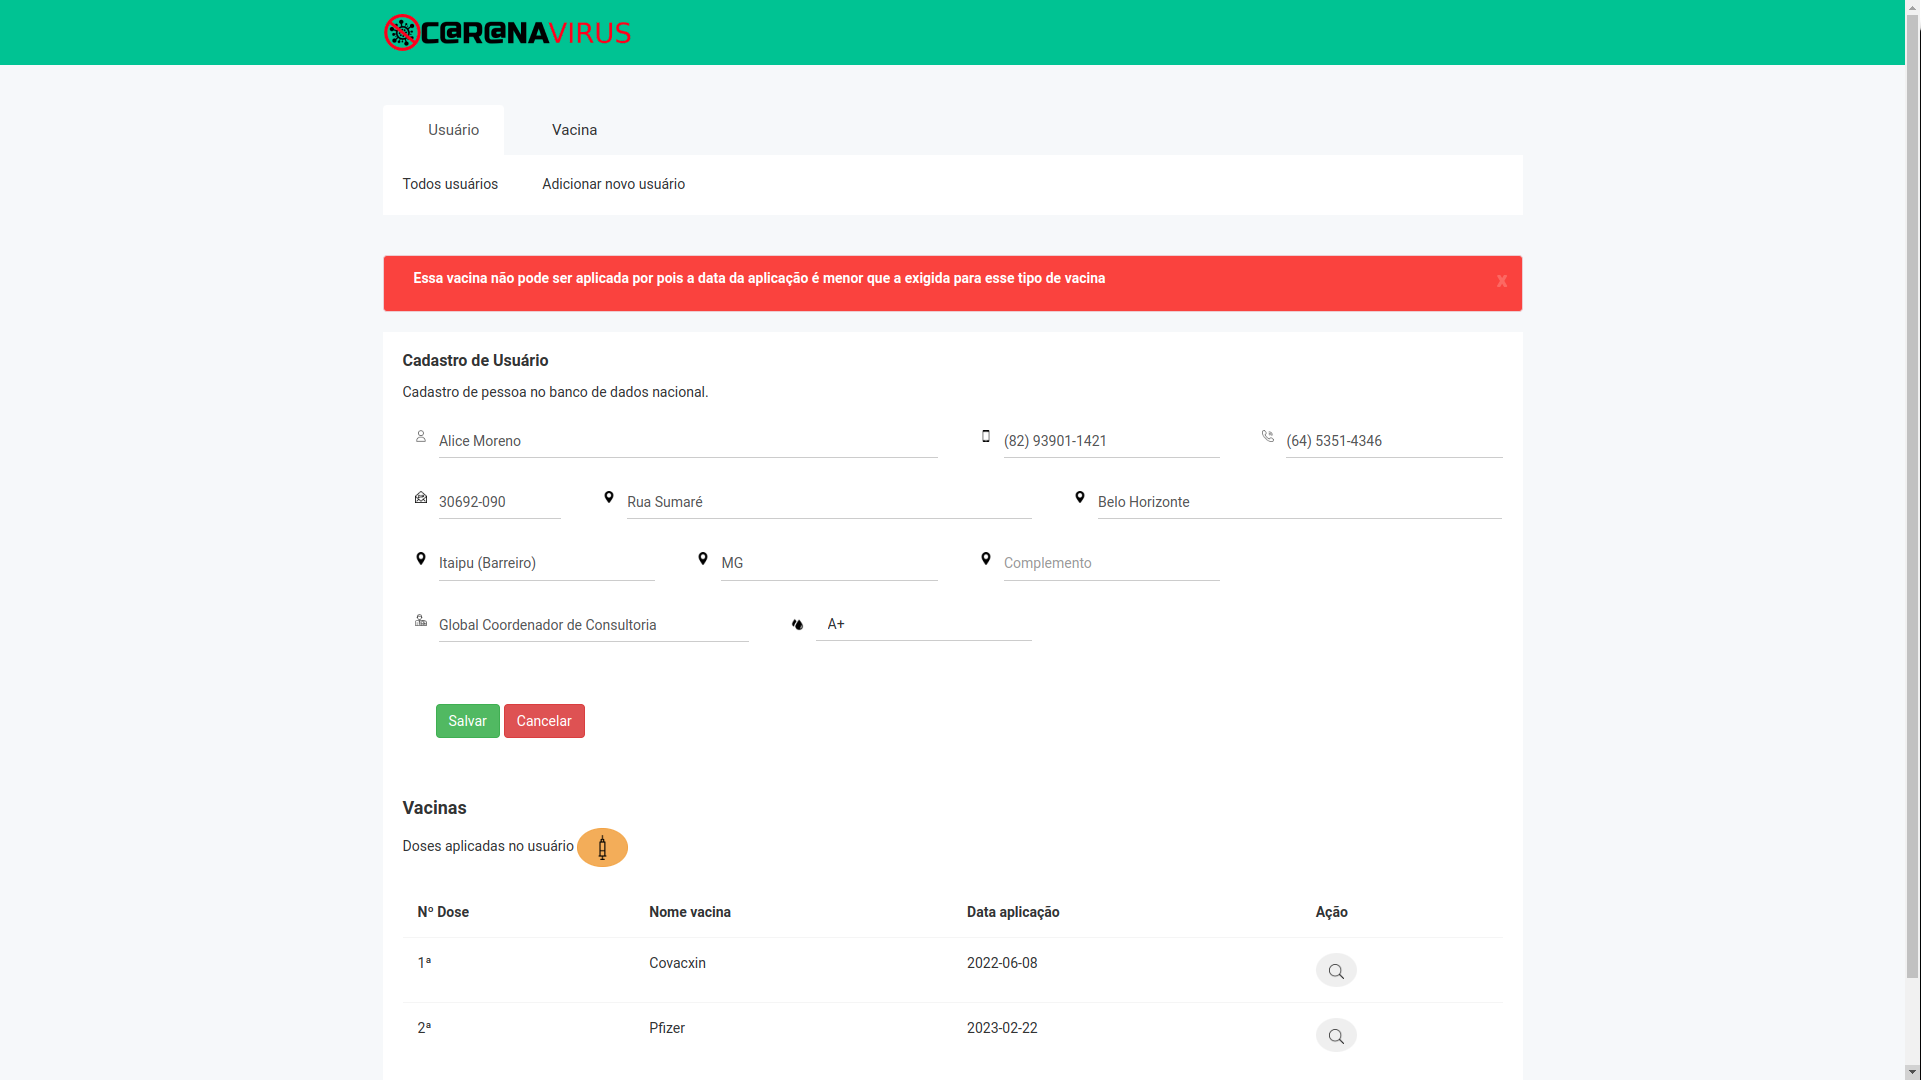 C@R@NAVIRUS
Usuário Vacina
Todos usuários Adicionar novo usuário
Essa vacina não pode ser aplicada por pois a data da aplicação é menor que a exigida para esse tipo de vacina x
Cadastro de Usuário
Cadastro de pessoa no banco de dados nacional.
Alice Moreno (82) 93901-1421 (64) 5351-4346
30692-090 Rua Sumaré Belo Horizonte
Itaipu (Barreiro) MG Complemento
Global Coordenador de Consultoria A+
Salvar Cancelar
Vacinas
Doses aplicadas no usuário
Nº Dose Nome vacina Data aplicação Ação
1ª Covacxin 2022-06-08
2ª Pfizer 2023-02-22